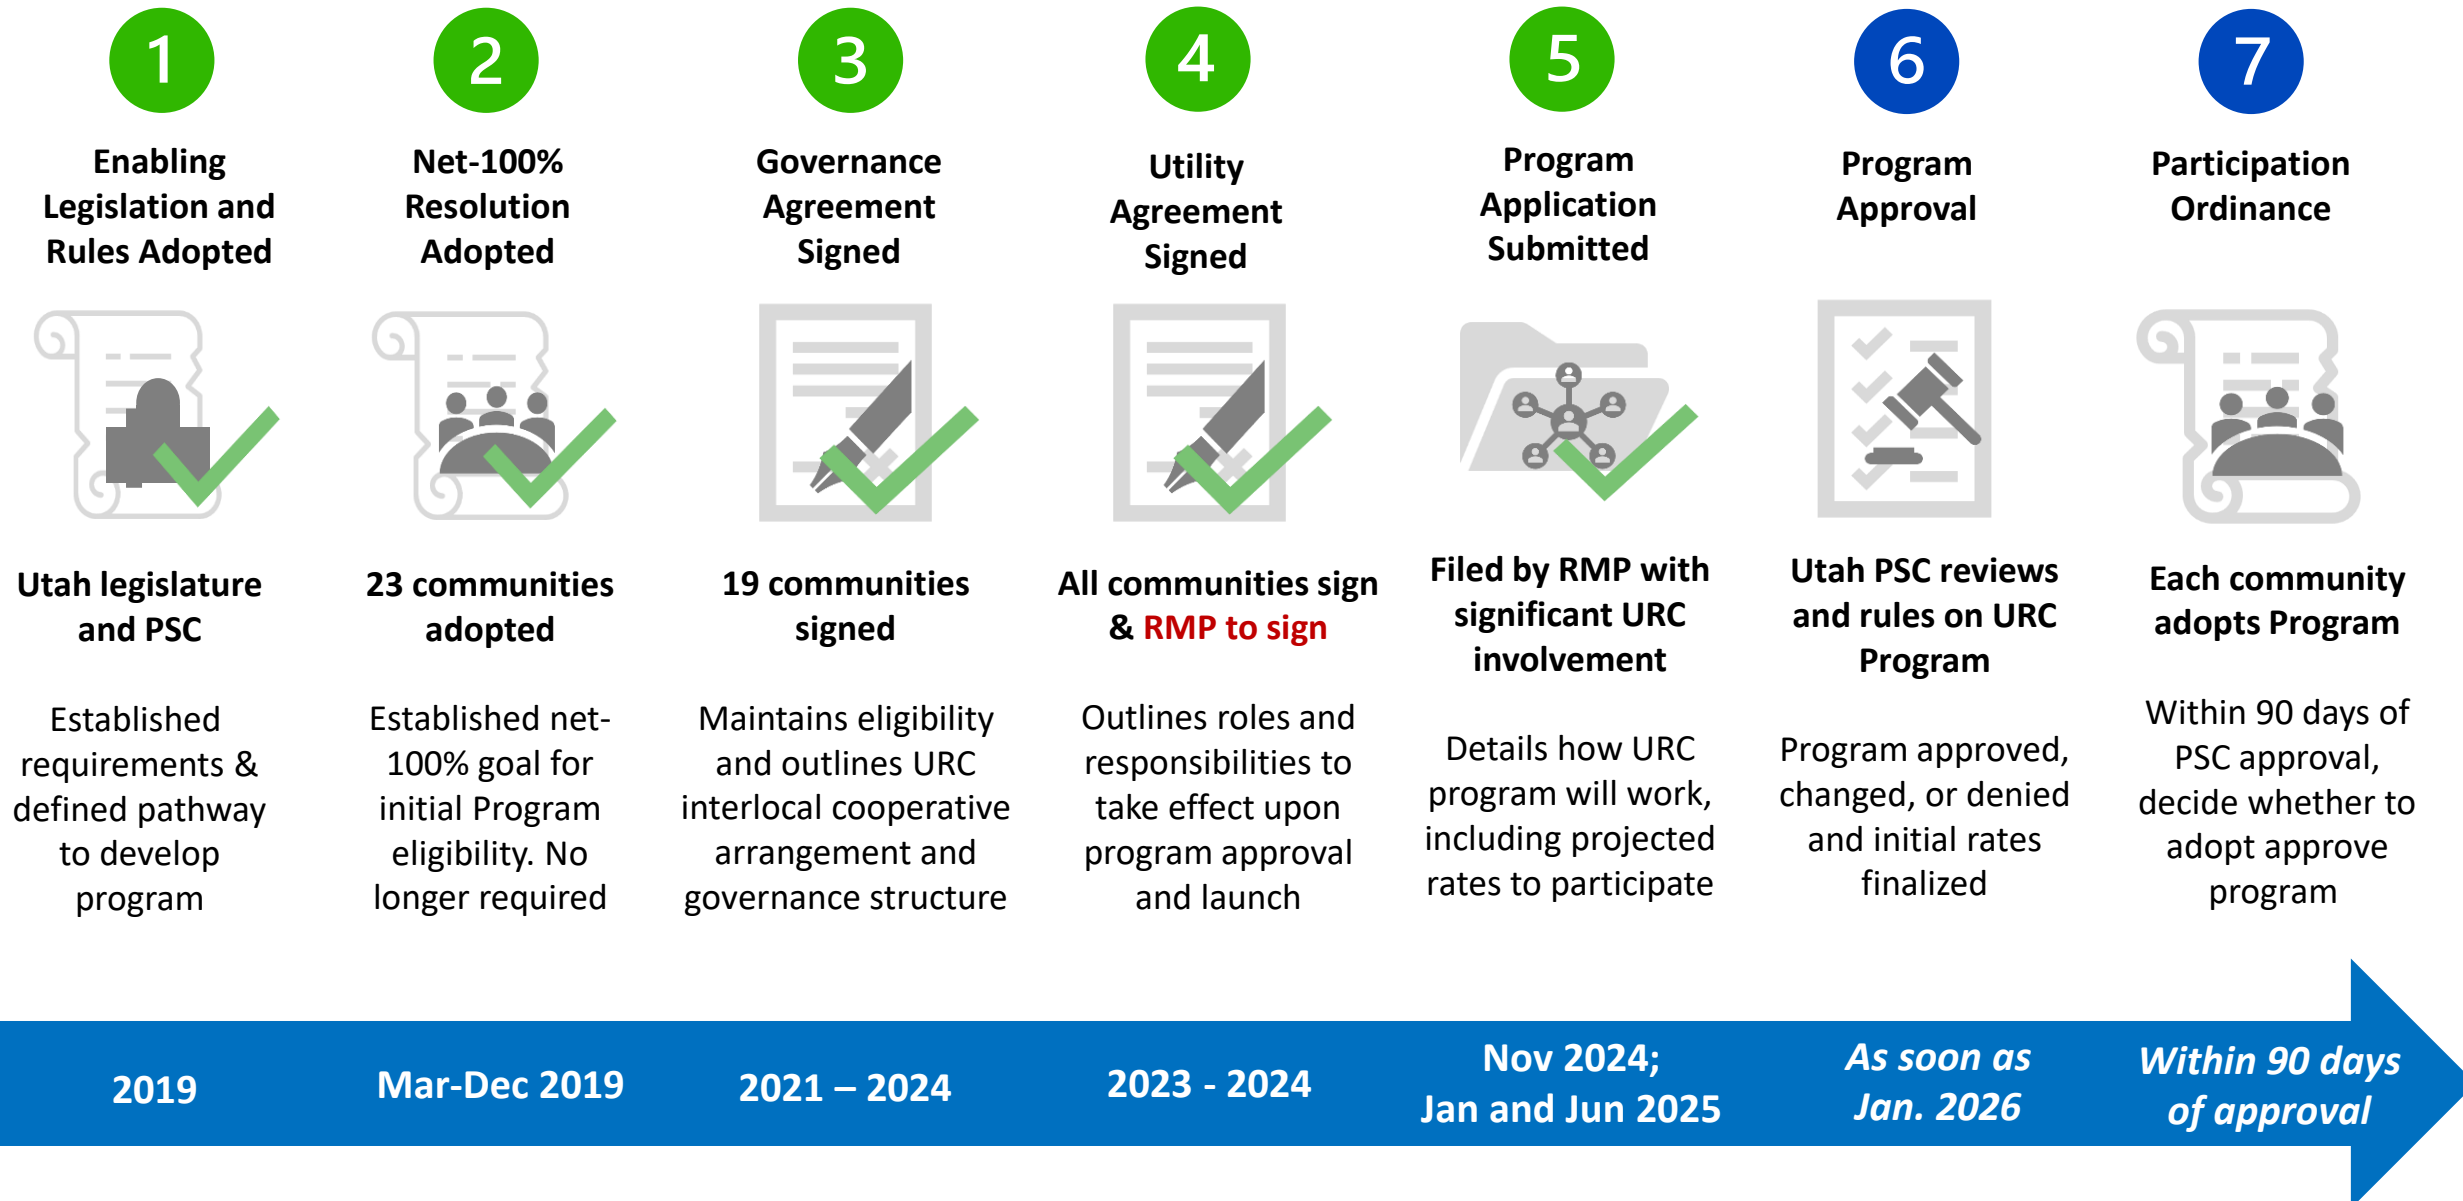 1
Enabling
Legislation and
Rules Adopted
Utah legislature
and PSC
Established
requirements &
defined pathway
to develop
program
2019
2
Net-100%
Resolution
Adopted
23 communities
adopted
Established net-
100% goal for
initial Program
eligibility. No
longer required
Mar-Dec 2019
3
Governance
Agreement
Signed
19 communities
signed
Maintains eligibility
and outlines URC
interlocal cooperative
arrangement and
governance structure
2021 – 2024
4
Utility
Agreement
Signed
All communities sign
& RMP to sign
Outlines roles and
responsibilities to
take effect upon
program approval
and launch
2023 - 2024
5
Program
Application
Submitted
Filed by RMP with
significant URC
involvement
Details how URC
program will work,
including projected
rates to participate
Nov 2024;
Jan and Jun 2025
6
Program
Approval
Utah PSC reviews
and rules on URC
Program
Program approved,
changed, or denied
and initial rates
finalized
As soon as
Jan. 2026
7
Participation
Ordinance
Each community
adopts Program
Within 90 days of
PSC approval,
decide whether to
adopt approve
program
Within 90 days
of approval